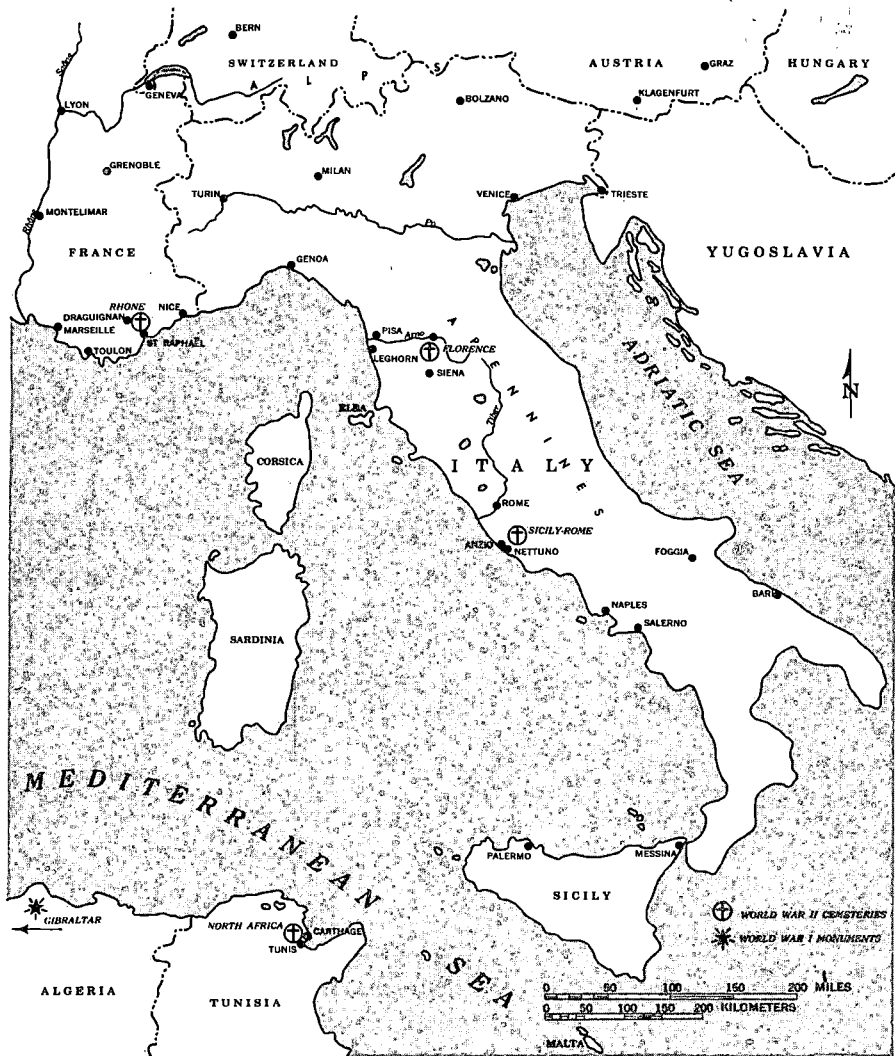 BERN
SWITZERLAND
AUSTRIA
GRAZ
HUNGARY
ALPS
Saône
GENEVA
BOLZANO
KLAGENFURT
LYON
GRENOBLE
MILAN
TURIN
VENICE
TRIESTE
Rhône
MONTELIMAR
Po
FRANCE
GENOA
YUGOSLAVIA
RHONE
NICE
DRAGUIGNAN
MARSEILLE
ST RAPHAEL
TOULON
PISA
Arno
FLORENCE
LEGHORN
SIENA
APENNINES
ADRIATIC SEA
N
ELBA
Tiber
CORSICA
ITALY
ROME
SICILY-ROME
ANZIO
NETTUNO
FOGGIA
BARI
NAPLES
SALERNO
SARDINIA
MEDITERRANEAN SEA
PALERMO
MESSINA
SICILY
WORLD WAR II CEMETERIES
WORLD WAR I MONUMENTS
GIBRALTAR
NORTH AFRICA
CARTHAGE
TUNIS
ALGERIA
TUNISIA
0 50 100 150 200 MILES
0 50 100 150 200 KILOMETERS
MALTA